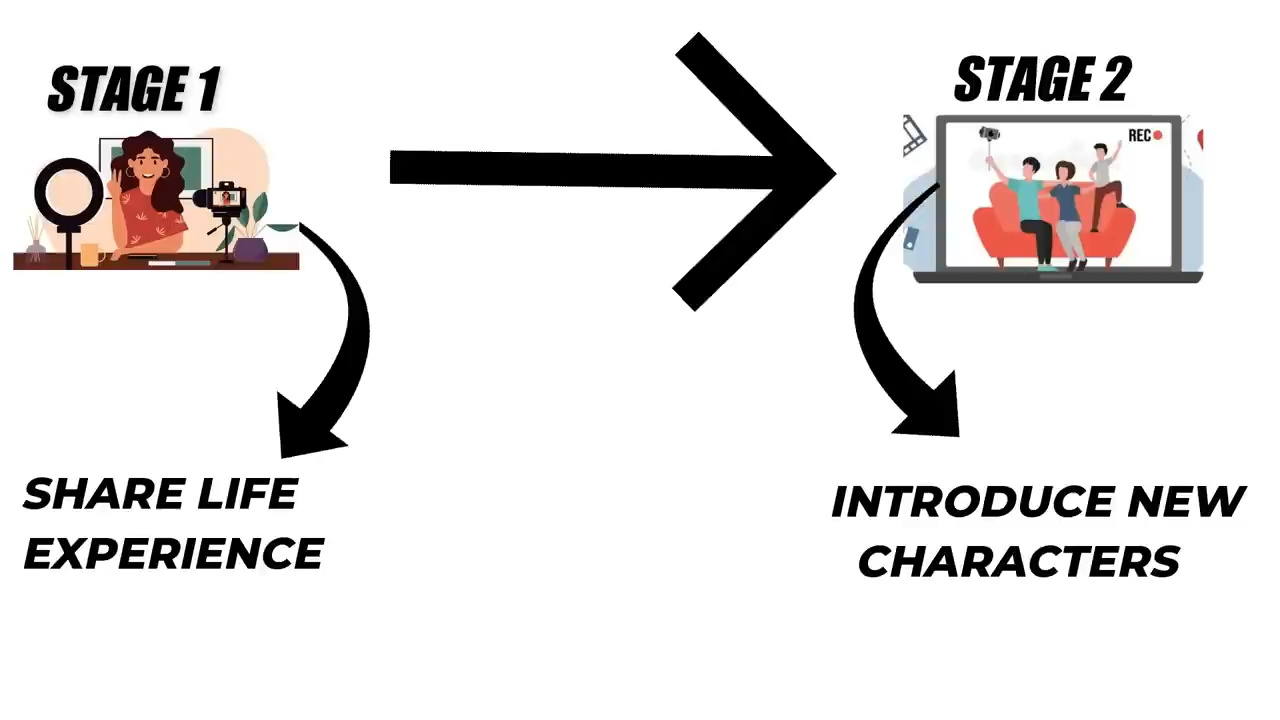 STAGE 1
STAGE 2
REC
SHARE LIFE
EXPERIENCE
INTRODUCE NEW
CHARACTERS